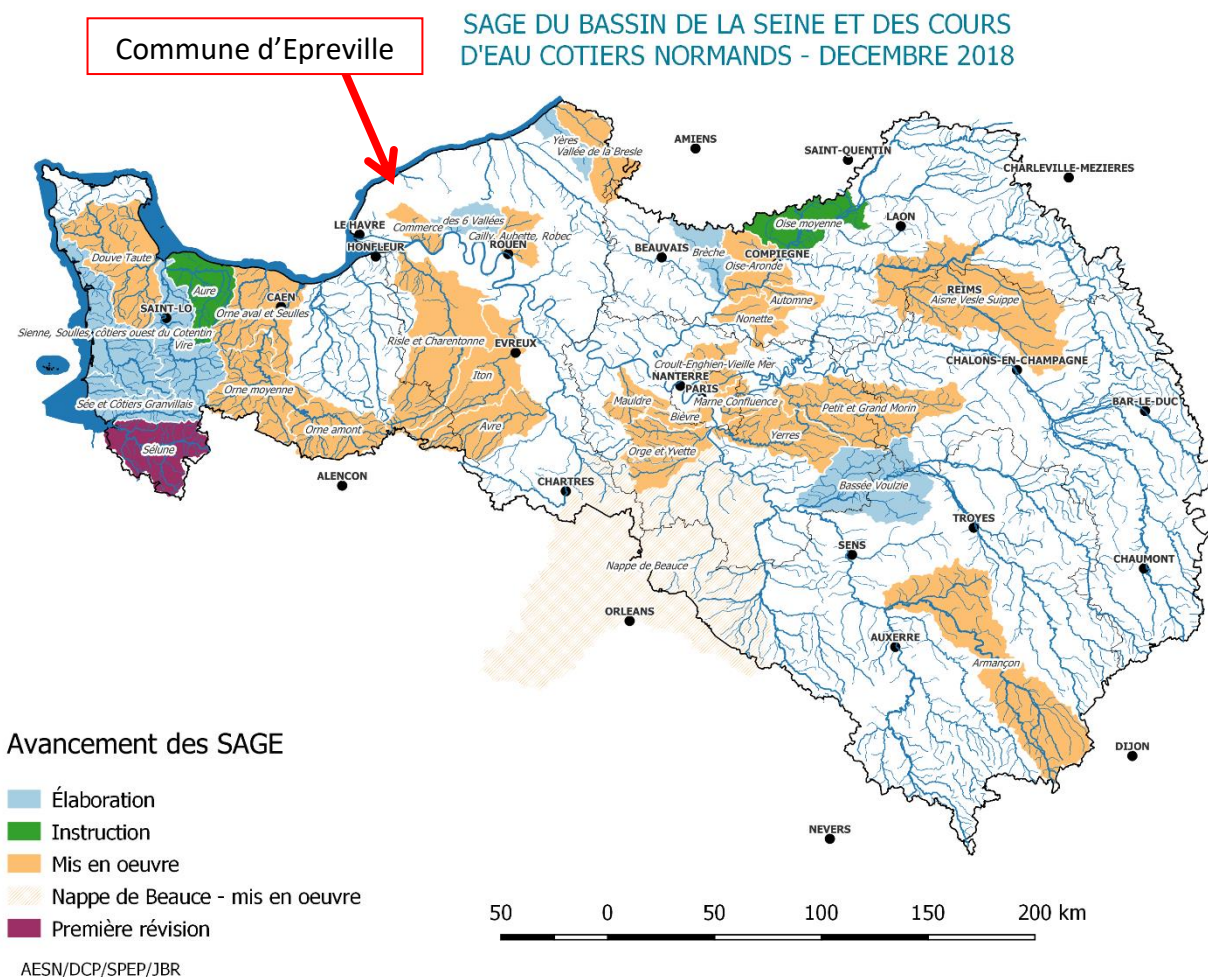 SAGE DU BASSIN DE LA SEINE ET DES COURS
D'EAU COTIERS NORMANDS - DECEMBRE 2018
Commune d'Epreville
AMIENS
SAINT-QUENTIN
CHARLEVILLE-MEZIERES
Yères
Vallée de la Bresle
LE HAVRE
HONFLEUR
Commerce
des 6 Vallées
Cailly, Aubette, Robec
ROUEN
BEAUVAIS
Brèche
Oise moyenne
LAON
COMPIEGNE
Oise-Aronde
Automne
Nonette
REIMS
Aisne Vesle Suippe
Douve Taute
Aure
SAINT-LO
CAEN
Orne aval et Seulles
Sienne, Soulles, côtiers ouest du Cotentin
Vire
Risle et Charentonne
EVREUX
Iton
Avre
Croult-Enghien-Vieille Mer
NANTERRE
PARIS
Marne Confluence
Mauldre
Bièvre
CHALONS-EN-CHAMPAGNE
BAR-LE-DUC
Petit et Grand Morin
Yerres
Orne moyenne
Sée et Côtiers Granvillais
Orne amont
Sélune
ALENÇON
Orge et Yvette
CHARTRES
Bassée Voulzie
TROYES
SENS
CHAUMONT
Nappe de Beauce
ORLEANS
AUXERRE
Armançon
DIJON
NEVERS
Avancement des SAGE
Élaboration
Instruction
Mis en oeuvre
Nappe de Beauce - mis en oeuvre
Première révision
50 0 50 100 150 200 km
AESN/DCP/SPEP/JBR